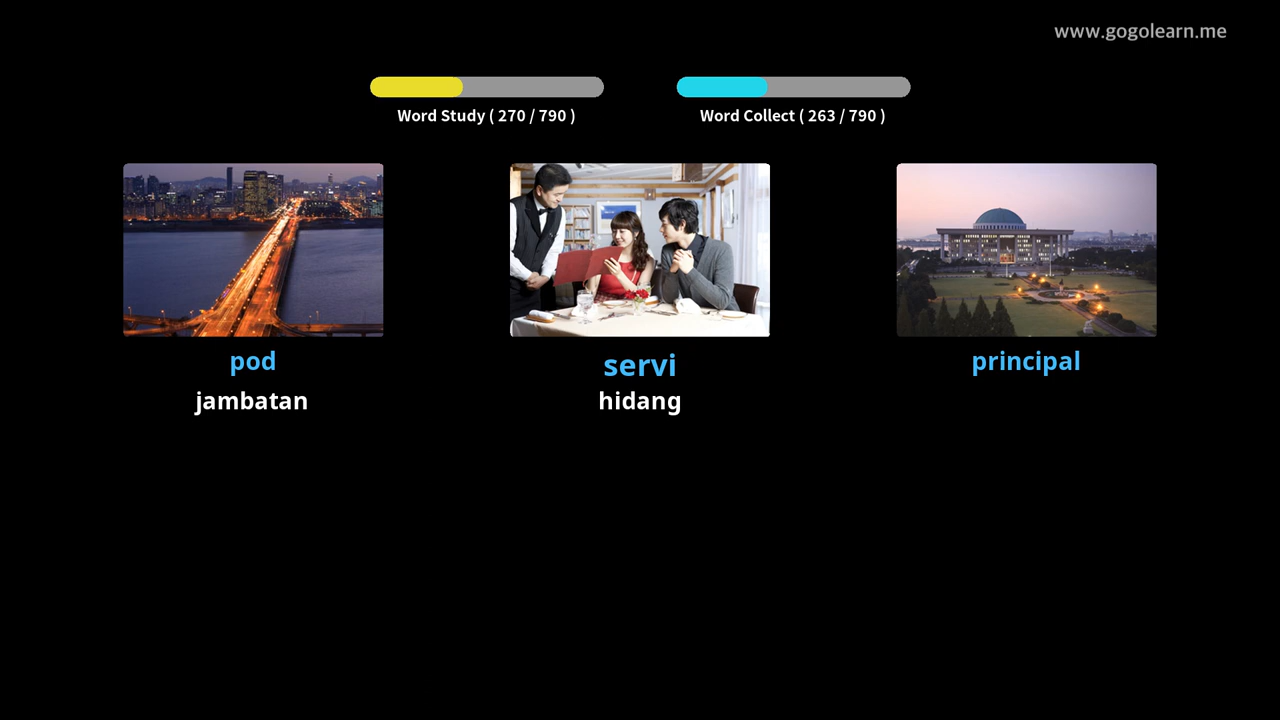 www.gogolearn.me
Word Study ( 270 / 790 )
Word Collect ( 263 / 790 )
pod
jambatan
servi
hidang
principal